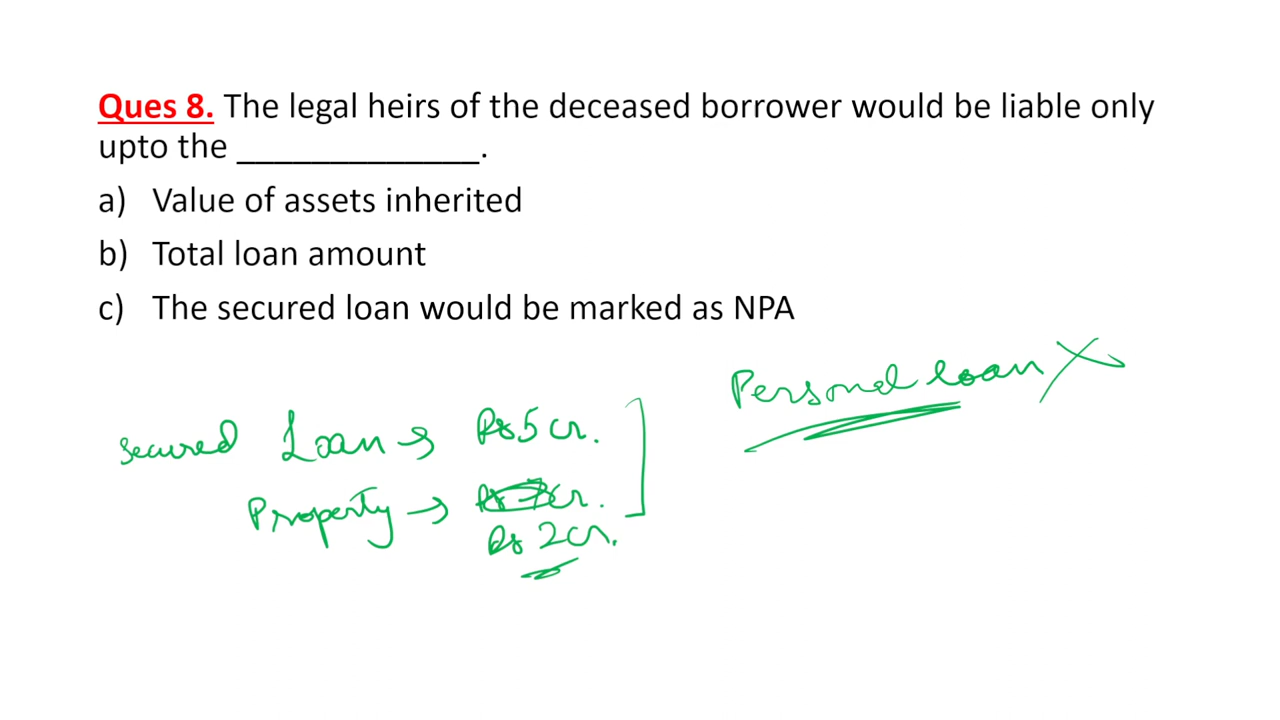 Ques 8. The legal heirs of the deceased borrower would be liable only
upto the _____________.
a) Value of assets inherited
b) Total loan amount
c) The secured loan would be marked as NPA
Personal loan
Secured Loan → Rs 5 cr.
Property → cr.
Rs 2 cr.